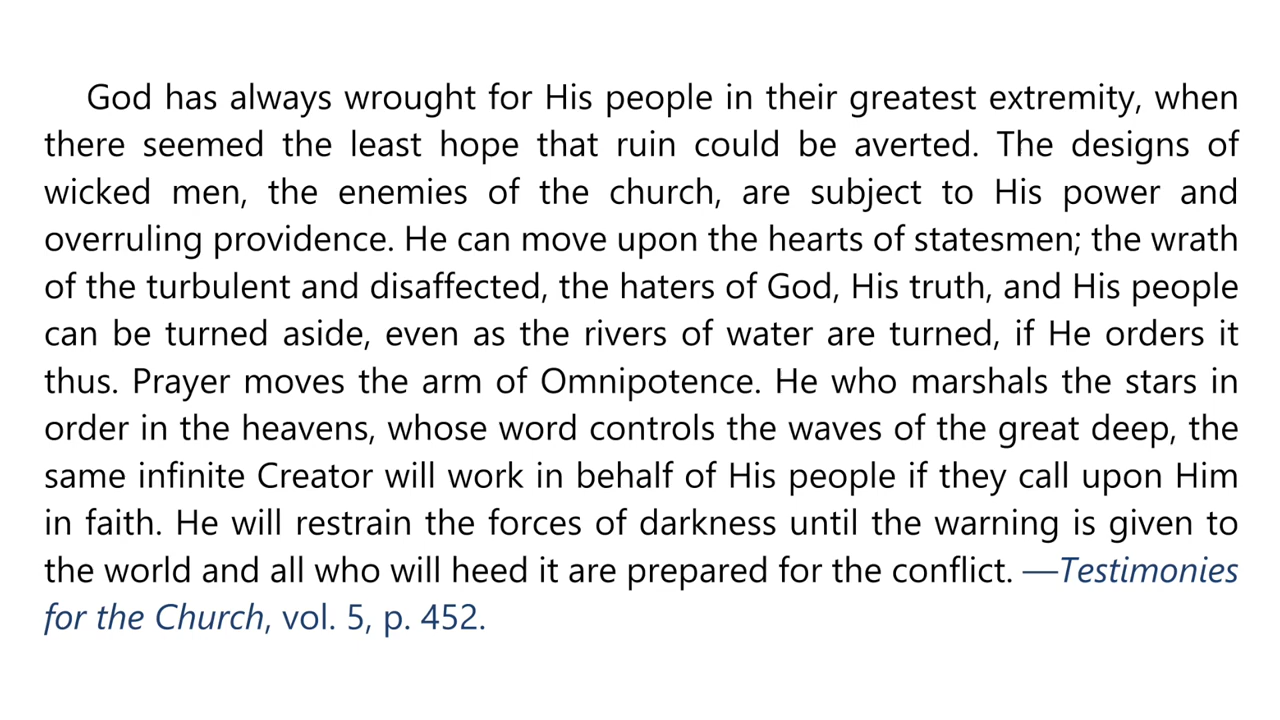 God has always wrought for His people in their greatest extremity, when
there seemed the least hope that ruin could be averted. The designs of
wicked men, the enemies of the church, are subject to His power and
overruling providence. He can move upon the hearts of statesmen; the wrath
of the turbulent and disaffected, the haters of God, His truth, and His people
can be turned aside, even as the rivers of water are turned, if He orders it
thus. Prayer moves the arm of Omnipotence. He who marshals the stars in
order in the heavens, whose word controls the waves of the great deep, the
same infinite Creator will work in behalf of His people if they call upon Him
in faith. He will restrain the forces of darkness until the warning is given to
the world and all who will heed it are prepared for the conflict. —Testimonies
for the Church, vol. 5, p. 452.